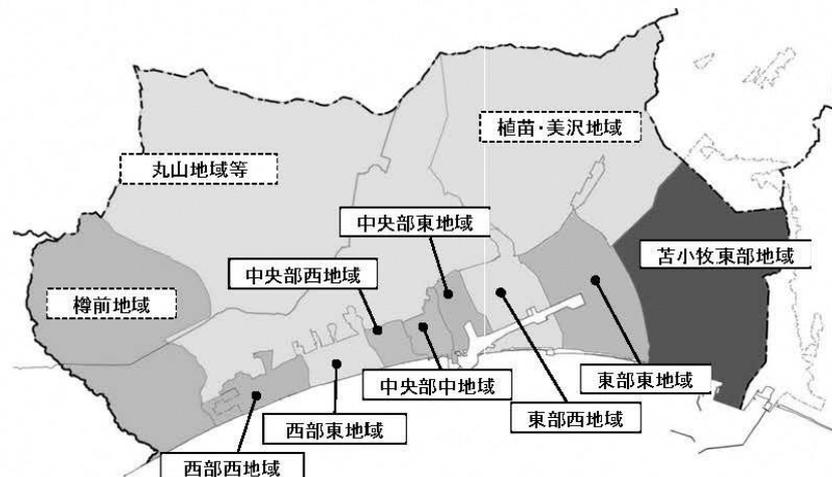 植苗・美沢地域
丸山地域等
中央部東地域
苫小牧東部地域
中央部西地域
樽前地域
東部東地域
中央部中地域
東部西地域
西部東地域
西部西地域